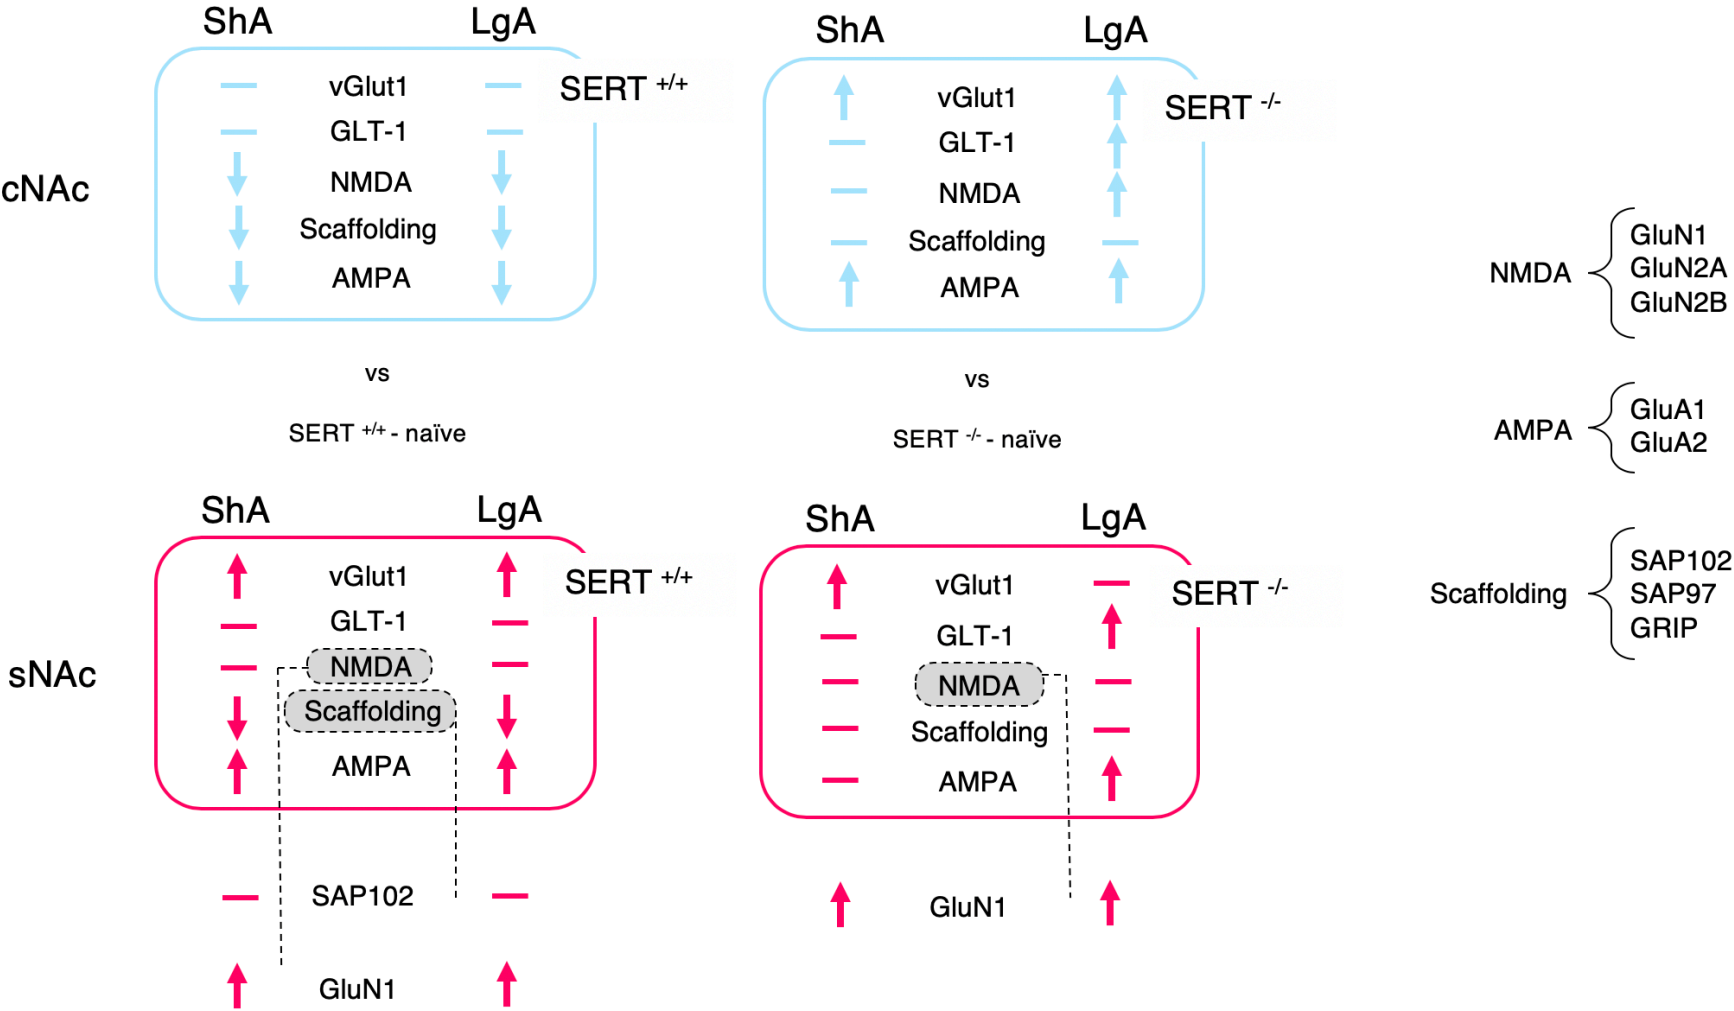 ShA LgA
vGlut1 SERT +/+
GLT-1
cNAc NMDA
Scaffolding
AMPA
vs
SERT +/+ - naïve
ShA LgA
vGlut1 SERT -/-
GLT-1
NMDA
Scaffolding
AMPA
vs
SERT -/- - naïve
ShA LgA
vGlut1 SERT +/+
GLT-1
sNAc NMDA
Scaffolding
AMPA
SAP102
GluN1
ShA LgA
vGlut1 SERT -/-
GLT-1
NMDA
Scaffolding
AMPA
GluN1
GluN1
NMDA GluN2A
GluN2B
GluA1
AMPA GluA2
SAP102
Scaffolding SAP97
GRIP